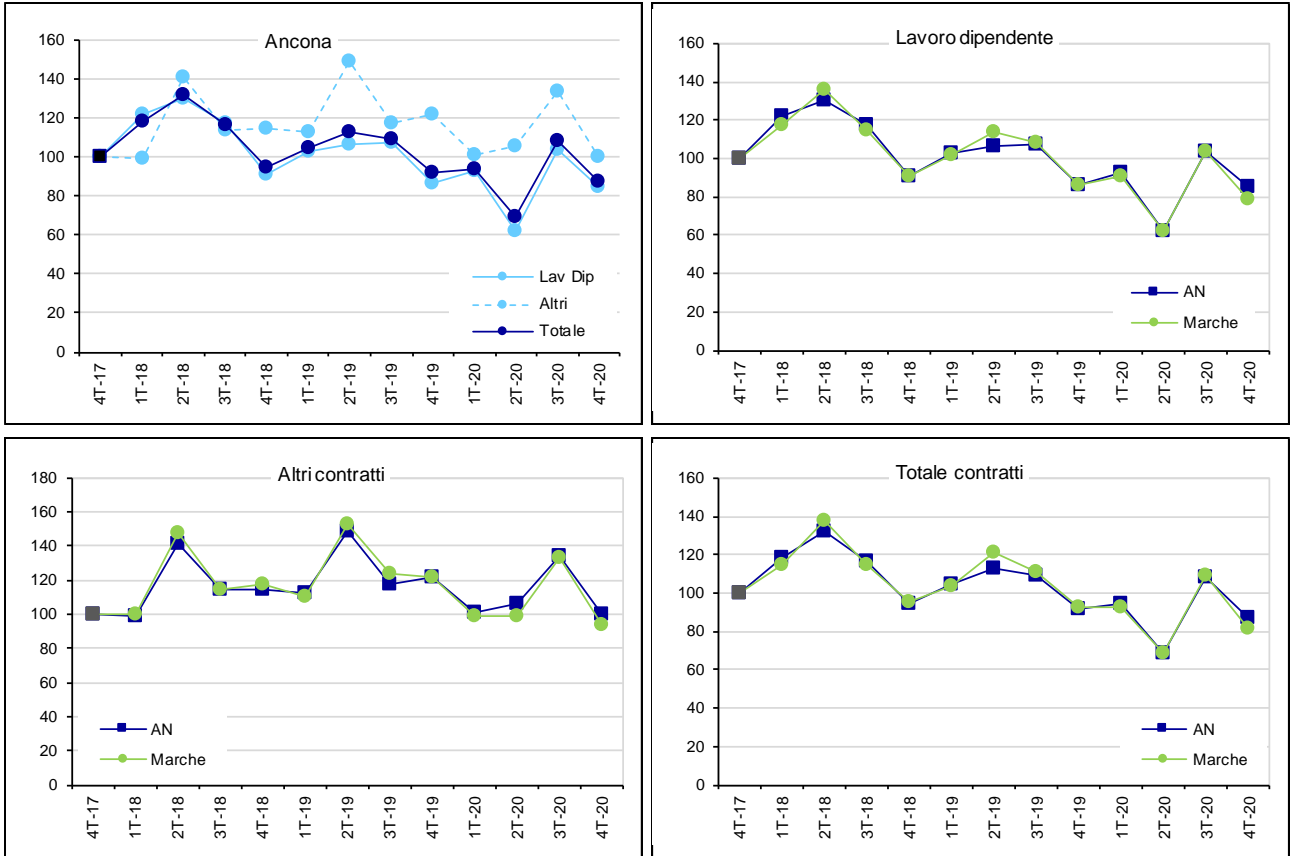 Ancona
160
140
120
100
80
60
40
20
0
Lav Dip
Altri
Totale
4T-17
1T-18
2T-18
3T-18
4T-18
1T-19
2T-19
3T-19
4T-19
1T-20
2T-20
3T-20
4T-20
Lavoro dipendente
160
140
120
100
80
60
40
20
0
AN
Marche
4T-17
1T-18
2T-18
3T-18
4T-18
1T-19
2T-19
3T-19
4T-19
1T-20
2T-20
3T-20
4T-20
Altri contratti
180
160
140
120
100
80
60
40
20
0
AN
Marche
4T-17
1T-18
2T-18
3T-18
4T-18
1T-19
2T-19
3T-19
4T-19
1T-20
2T-20
3T-20
4T-20
Totale contratti
160
140
120
100
80
60
40
20
0
AN
Marche
4T-17
1T-18
2T-18
3T-18
4T-18
1T-19
2T-19
3T-19
4T-19
1T-20
2T-20
3T-20
4T-20